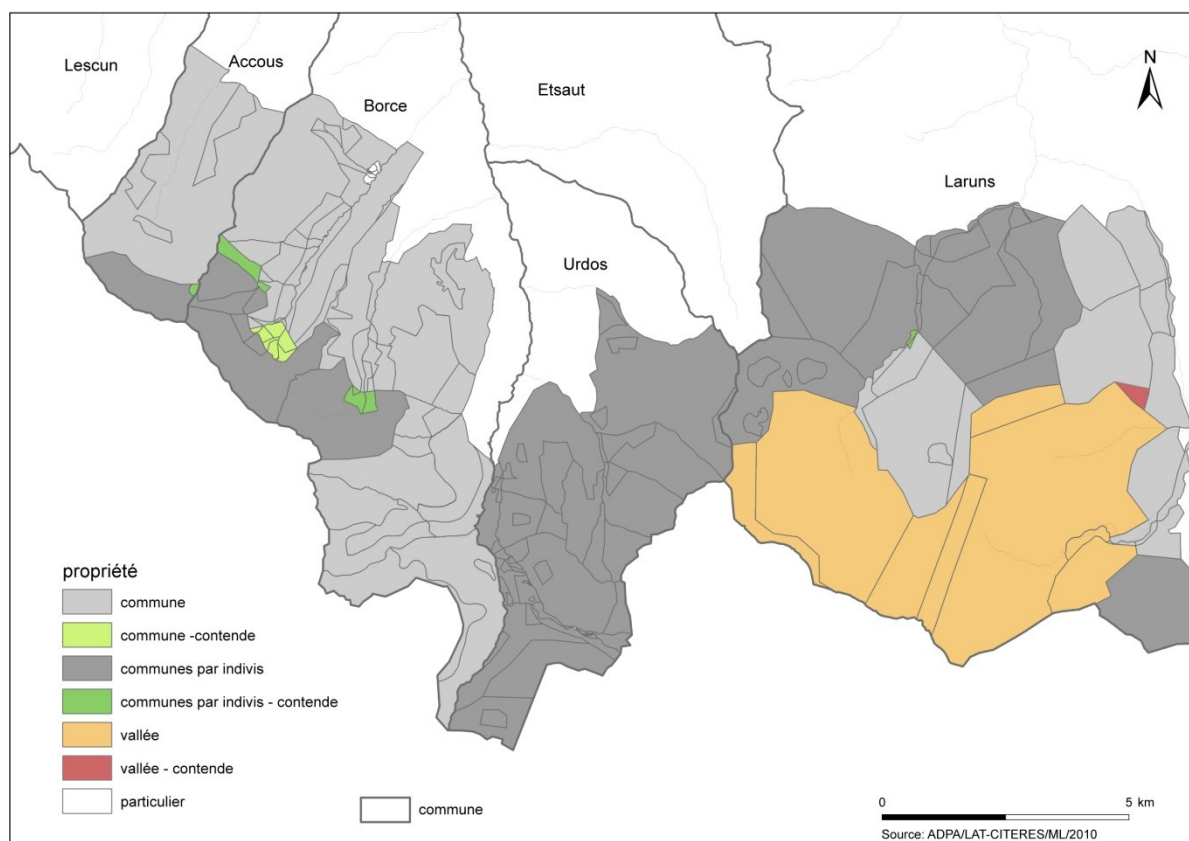 Lescun
Accous
Borce
Etsaut
N
Laruns
Urdos
propriété
commune
commune -contende
communes par indivis
communes par indivis - contende
vallée
vallée - contende
particulier
commune
0 5 km
Source: ADPA/LAT-CITERES/ML/2010